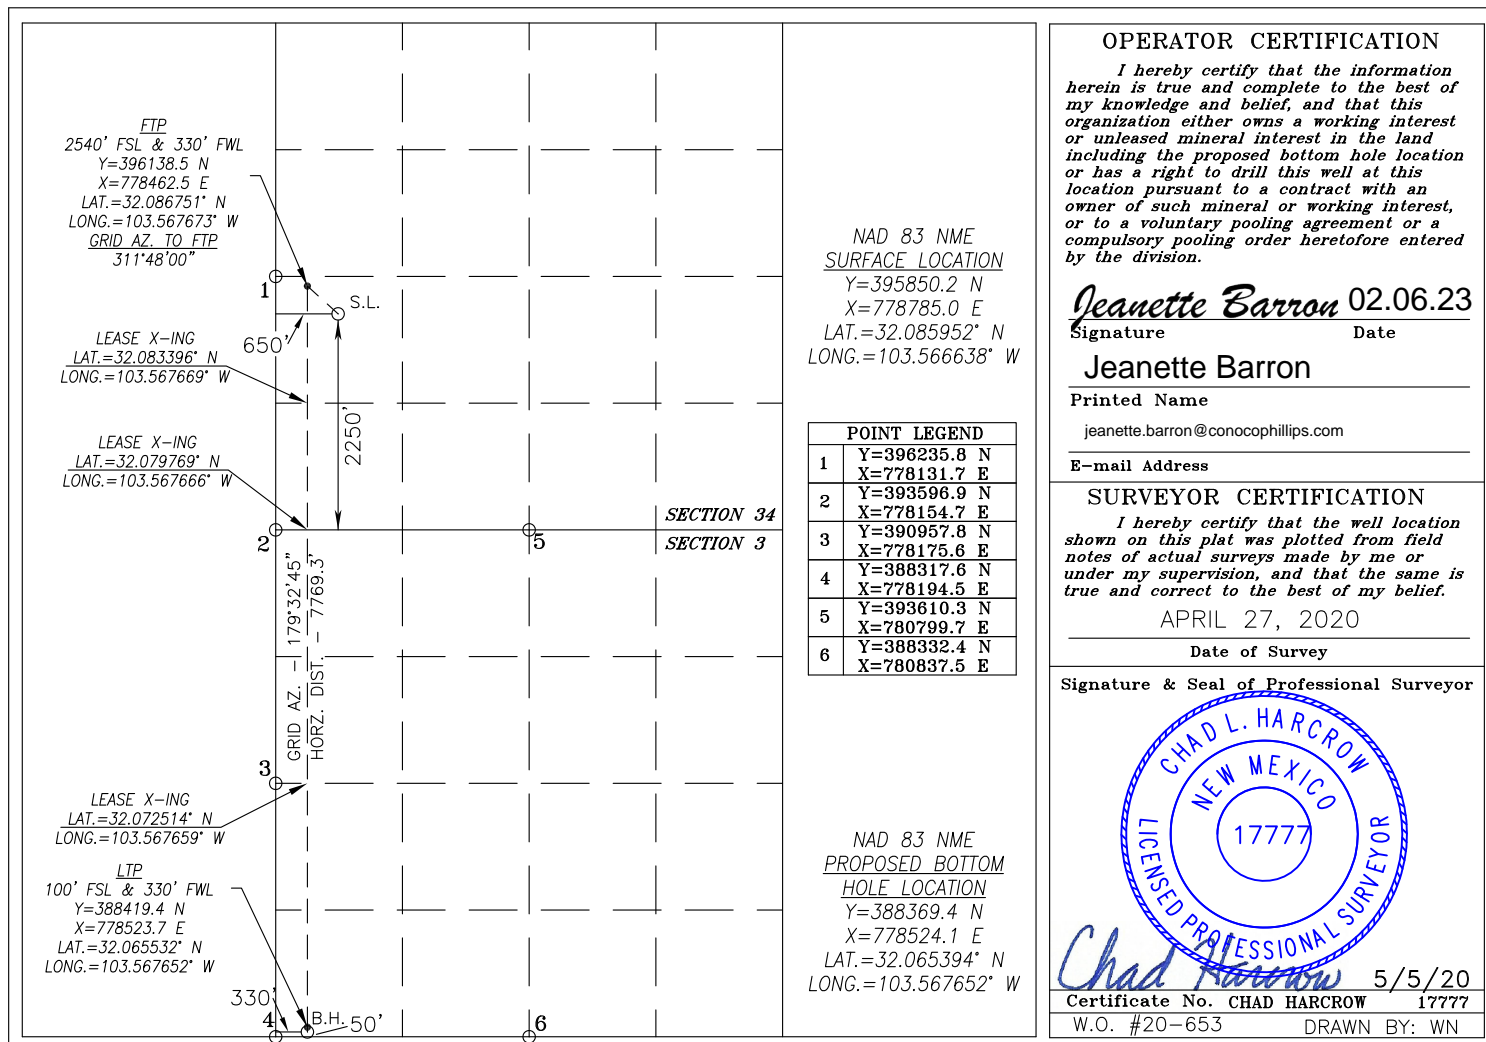 FTP
2540' FSL & 330' FWL
Y=396138.5 N
X=778462.5 E
LAT.=32.086751° N
LONG.=103.567673° W
GRID AZ. TO FTP
311°48'00"
1
S.L.
650'
LEASE X-ING
LAT.=32.083396° N
LONG.=103.567669° W
2250'
LEASE X-ING
LAT.=32.079769° N
LONG.=103.567666° W
SECTION 34
SECTION 3
2
5
GRID AZ. - 179°32'45"
HORZ. DIST. - 7769.3'
3
LEASE X-ING
LAT.=32.072514° N
LONG.=103.567659° W
LTP
100' FSL & 330' FWL
Y=388419.4 N
X=778523.7 E
LAT.=32.065532° N
LONG.=103.567652° W
330'
4
B.H.
50'
6
NAD 83 NME
SURFACE LOCATION
Y=395850.2 N
X=778785.0 E
LAT.=32.085952° N
LONG.=103.566638° W
POINT LEGEND
1 Y=396235.8 N
X=778131.7 E
2 Y=393596.9 N
X=778154.7 E
3 Y=390957.8 N
X=778175.6 E
4 Y=388317.6 N
X=778194.5 E
5 Y=393610.3 N
X=780799.7 E
6 Y=388332.4 N
X=780837.5 E
NAD 83 NME
PROPOSED BOTTOM
HOLE LOCATION
Y=388369.4 N
X=778524.1 E
LAT.=32.065394° N
LONG.=103.567652° W
OPERATOR CERTIFICATION
I hereby certify that the information
herein is true and complete to the best of
my knowledge and belief, and that this
organization either owns a working interest
or unleased mineral interest in the land
including the proposed bottom hole location
or has a right to drill this well at this
location pursuant to a contract with an
owner of such mineral or working interest,
or to a voluntary pooling agreement or a
compulsory pooling order heretofore entered
by the division.
Jeanette Barron 02.06.23
Signature Date
Jeanette Barron
Printed Name
jeanette.barron@conocophillips.com
E-mail Address
SURVEYOR CERTIFICATION
I hereby certify that the well location
shown on this plat was plotted from field
notes of actual surveys made by me or
under my supervision, and that the same is
true and correct to the best of my belief.
APRIL 27, 2020
Date of Survey
Signature & Seal of Professional Surveyor
CHAD L. HARCROW
NEW MEXICO
17777
LICENSED PROFESSIONAL SURVEYOR
Chad Harcrow 5/5/20
Certificate No. CHAD HARCROW 17777
W.O. #20-653 DRAWN BY: WN